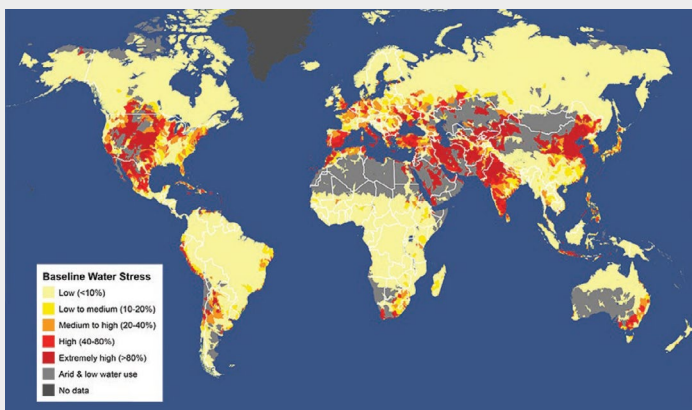 Baseline Water Stress
Low (<10%)
Low to medium (10-20%)
Medium to high (20-40%)
High (40-80%)
Extremely high (>80%)
Arid & low water use
No data